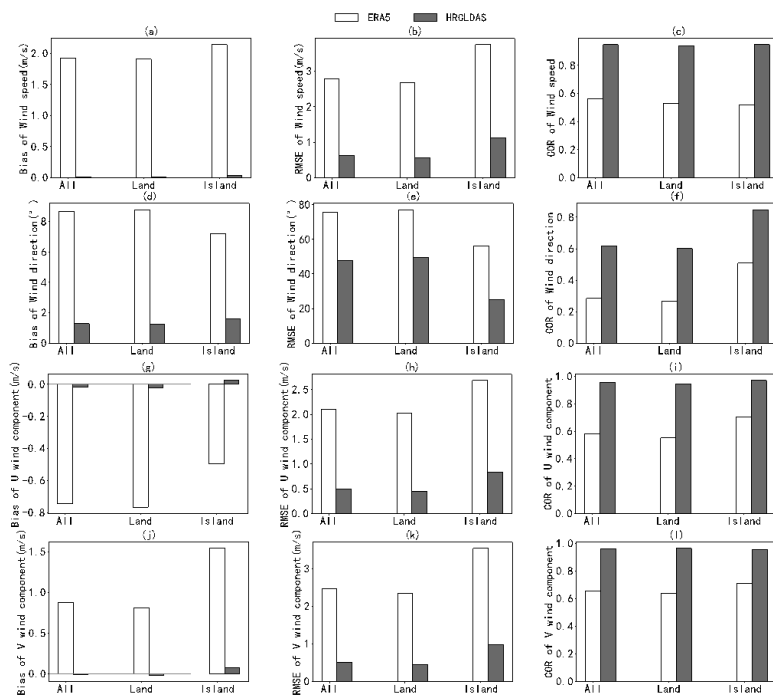 ERA5 HRCLDAS
(a) (b) (c)
Bias of Wind speed(m/s)
2.0
1.5
1.0
0.5
0.0
All Land Island
RMSE of Wind speed(m/s)
3
2
1
0
All Land Island
COR of Wind speed
0.8
0.6
0.4
0.2
0.0
All Land Island
(d) (e) (f)
Bias of Wind direction(°)
8
6
4
2
0
All Land Island
RMSE of Wind direction(°)
80
60
40
20
0
All Land Island
COR of Wind direction
0.8
0.6
0.4
0.2
0.0
All Land Island
(g) (h) (i)
Bias of U wind component(m/s)
0.0
−0.2
−0.4
−0.6
−0.8
All Land Island
RMSE of U wind component(m/s)
2.5
2.0
1.5
1.0
0.5
0.0
All Land Island
COR of U wind component
1.0
0.8
0.6
0.4
0.2
0.0
All Land Island
(j) (k) (l)
Bias of V wind component(m/s)
1.5
1.0
0.5
0.0
All Land Island
RMSE of V wind component(m/s)
4
3
2
1
0
All Land Island
COR of V wind component
1.0
0.8
0.6
0.4
0.2
0.0
All Land Island